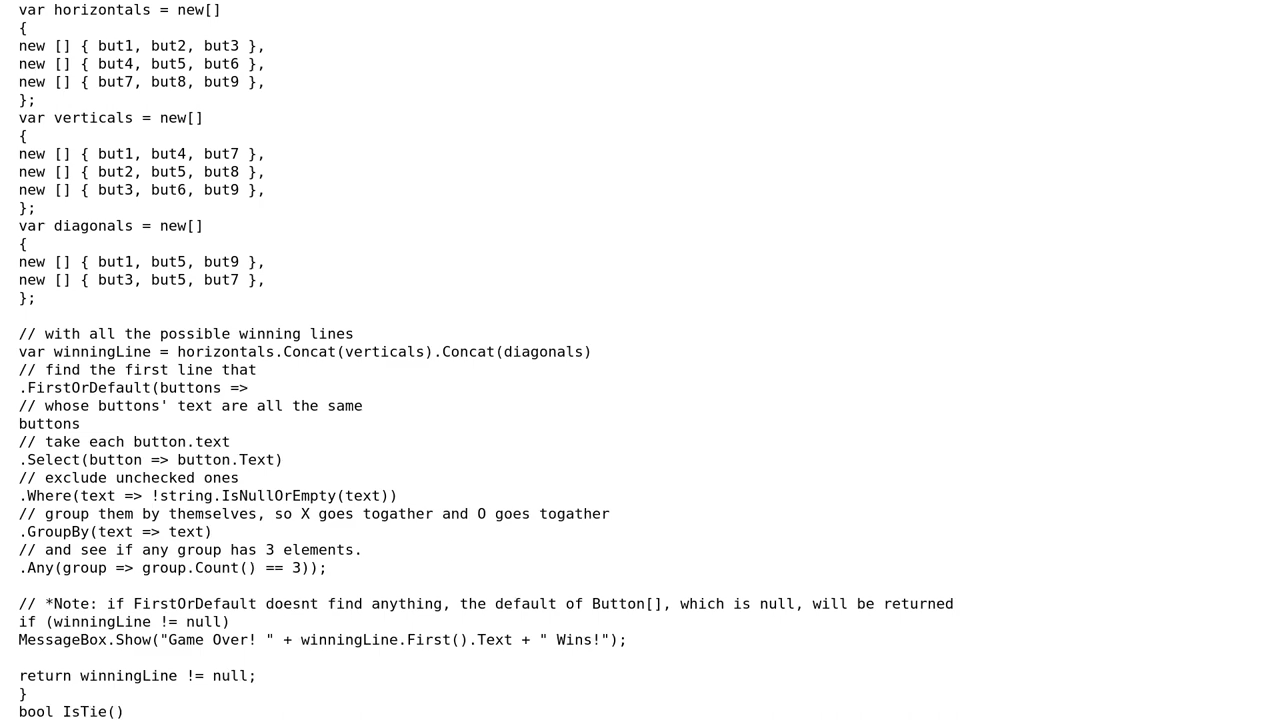 var horizontals = new[]
{
new [] { but1, but2, but3 },
new [] { but4, but5, but6 },
new [] { but7, but8, but9 },
};
var verticals = new[]
{
new [] { but1, but4, but7 },
new [] { but2, but5, but8 },
new [] { but3, but6, but9 },
};
var diagonals = new[]
{
new [] { but1, but5, but9 },
new [] { but3, but5, but7 },
};

// with all the possible winning lines
var winningLine = horizontals.Concat(verticals).Concat(diagonals)
// find the first line that
.FirstOrDefault(buttons =>
// whose buttons' text are all the same
buttons
// take each button.text
.Select(button => button.Text)
// exclude unchecked ones
.Where(text => !string.IsNullOrEmpty(text))
// group them by themselves, so X goes togather and O goes togather
.GroupBy(text => text)
// and see if any group has 3 elements.
.Any(group => group.Count() == 3));

// *Note: if FirstOrDefault doesnt find anything, the default of Button[], which is null, will be returned
if (winningLine != null)
MessageBox.Show("Game Over! " + winningLine.First().Text + " Wins!");

return winningLine != null;
}
bool IsTie()